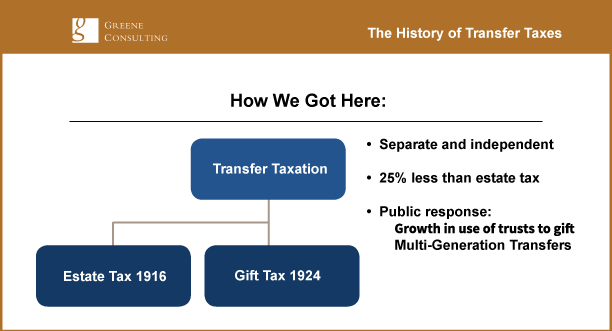 GREENE
CONSULTING
The History of Transfer Taxes
How We Got Here:
Transfer Taxation
Estate Tax 1916
Gift Tax 1924
• Separate and independent
• 25% less than estate tax
• Public response:
Growth in use of trusts to gift
Multi-Generation Transfers